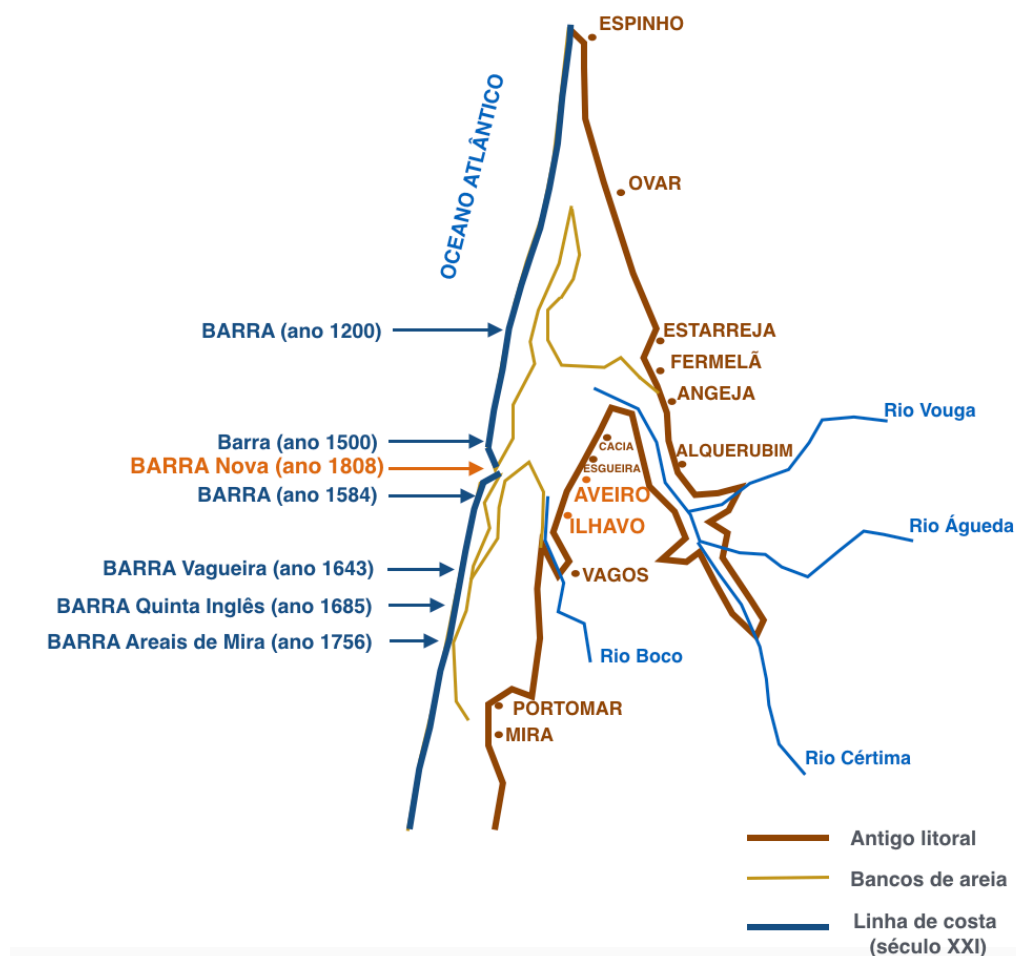 ESPINHO
OCEANO ATLÂNTICO
OVAR
BARRA (ano 1200)
ESTARREJA
FERMELÃ
ANGEJA
Rio Vouga
Barra (ano 1500)
CACIA
ALQUERUBIM
BARRA Nova (ano 1808)
ESGUEIRA
BARRA (ano 1584)
AVEIRO
ILHAVO
Rio Águeda
BARRA Vagueira (ano 1643)
VAGOS
BARRA Quinta Inglês (ano 1685)
BARRA Areais de Mira (ano 1756)
Rio Boco
PORTOMAR
MIRA
Rio Cértima
Antigo litoral
Bancos de areia
Linha de costa
(século XXI)